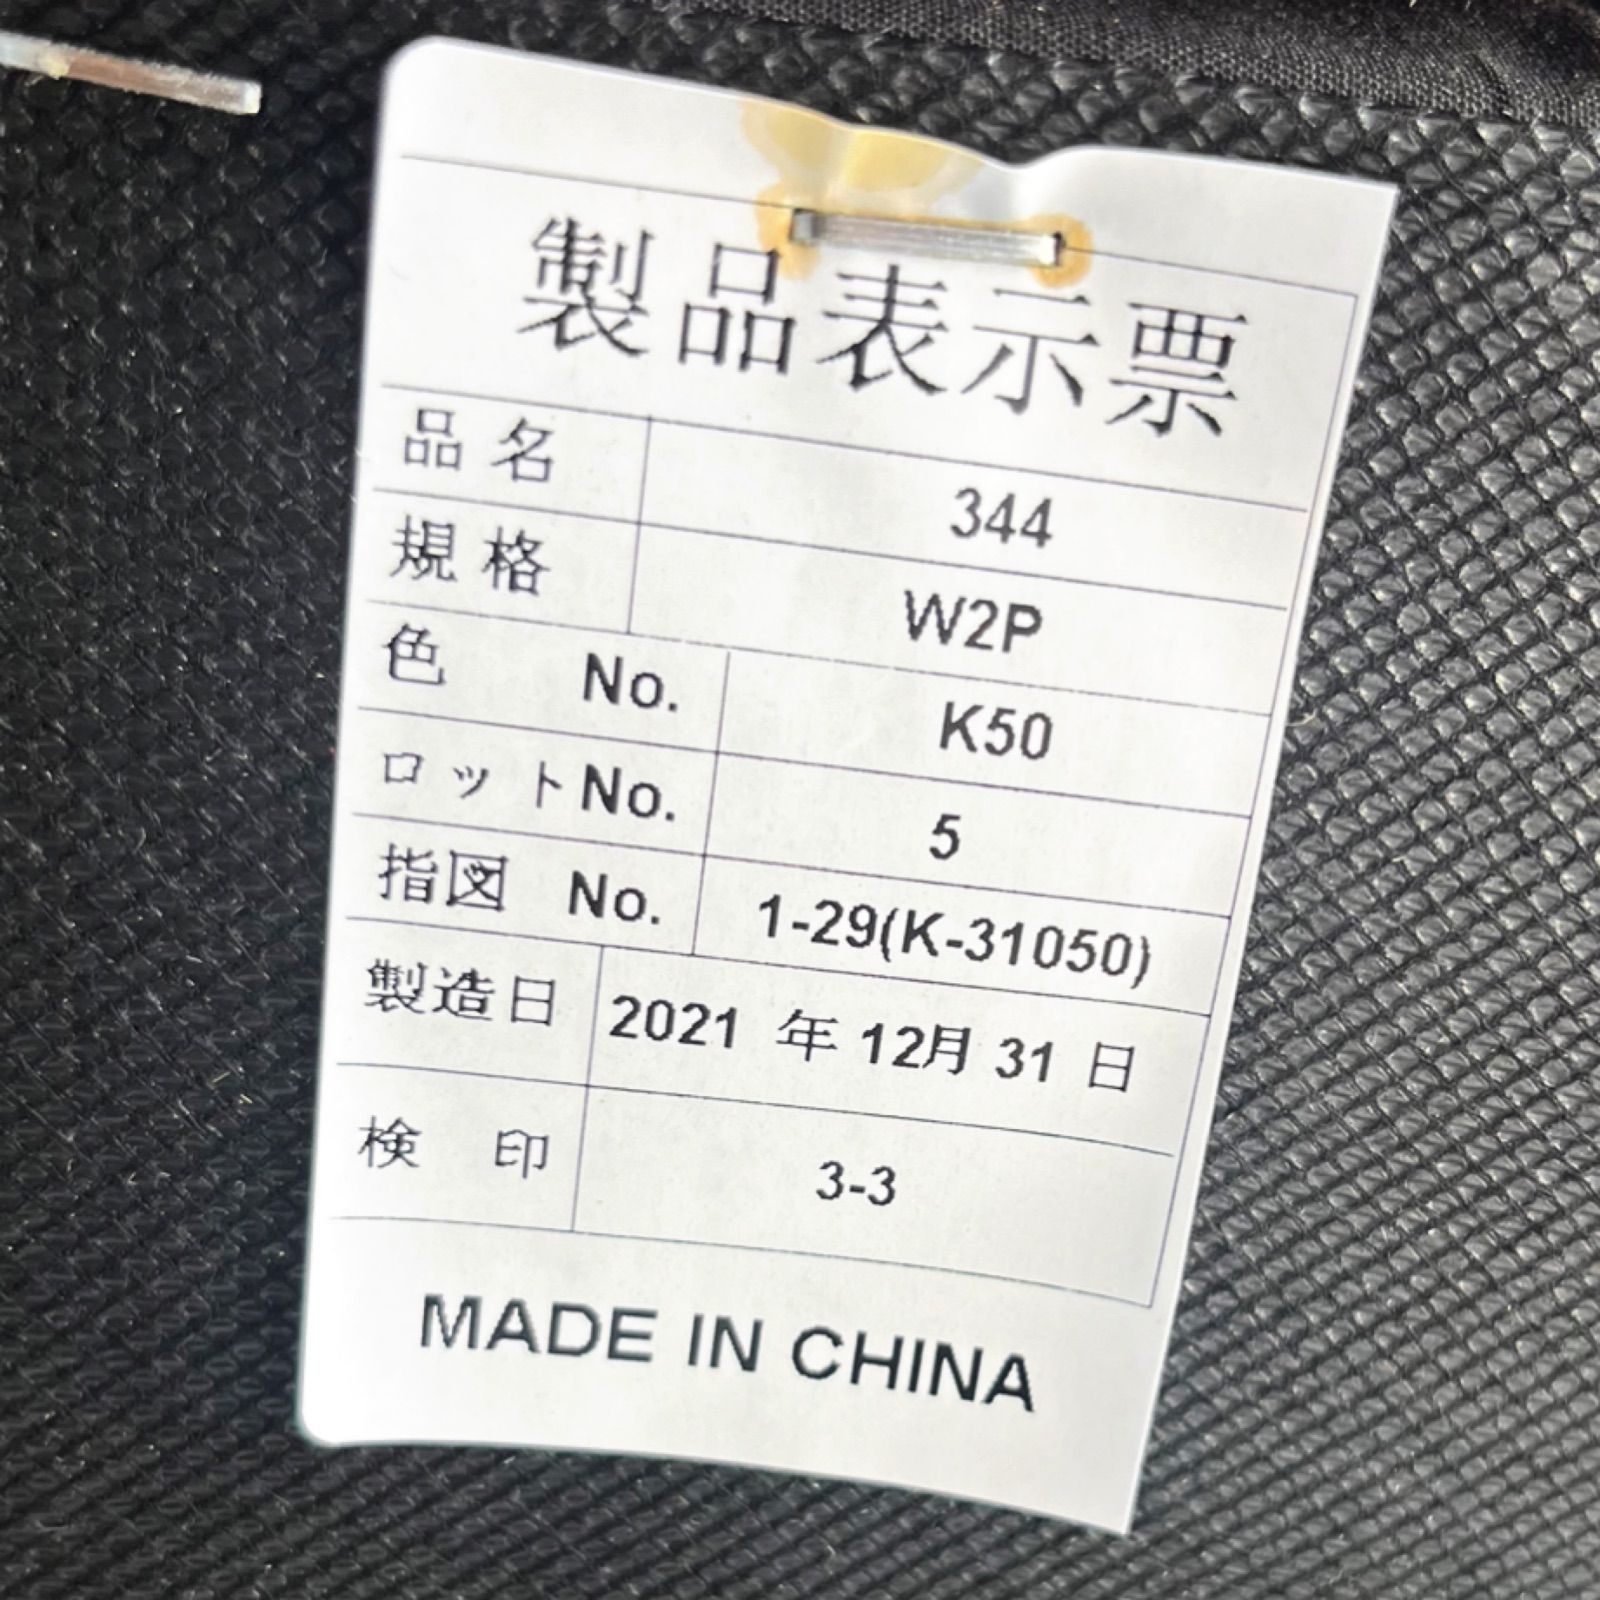 製品表示票
品名 344
規格 W2P
色 No. K50
ロットNo. 5
指図 No. 1-29(K-31050)
製造日 2021 年 12月 31 日
検 印 3-3
MADE IN CHINA